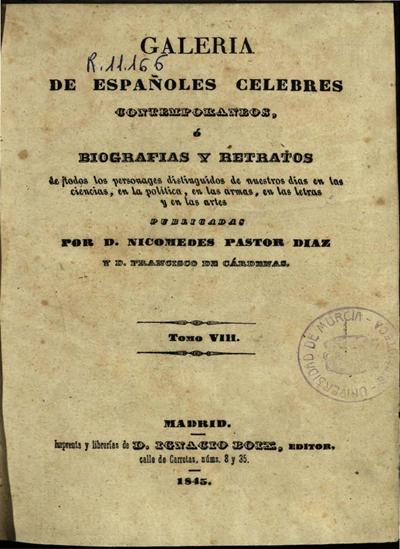 GALERIA
R.11.166
DE ESPAÑOLES CELEBRES
CONTEMPORANEOS,
ó
BIOGRAFIAS Y RETRATOS
de todos los personages distinguidos de nuestros dias en las
ciencias, en la política, en las armas, en las letras
y en las artes
PUBLICADAS
POR D. NICOMEDES PASTOR DIAZ
Y D. FRANCISCO DE CÁRDENAS.
TOMO VIII.
UNIVERSIDAD DE MURCIA
MADRID.
Imprenta y librerías de D. IGNACIO BOIX, EDITOR.
calle de Carretas, núms. 8 y 35.
1845.